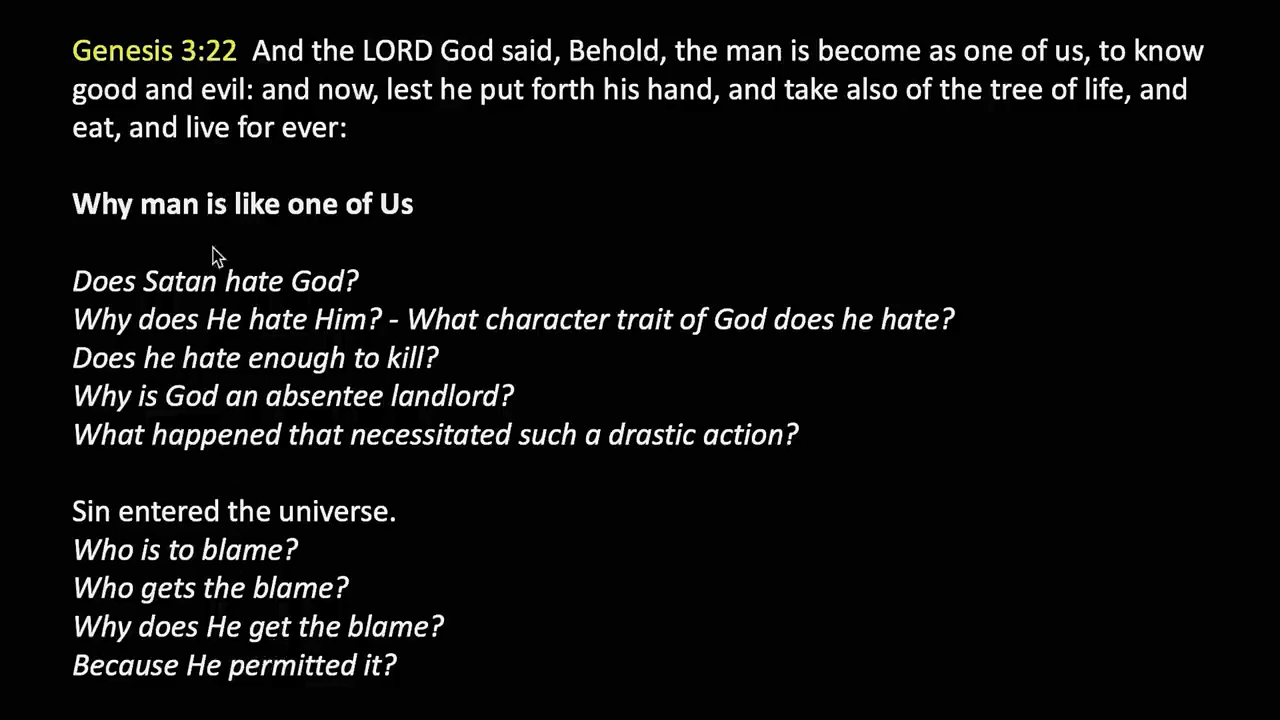 Genesis 3:22 And the LORD God said, Behold, the man is become as one of us, to know
good and evil: and now, lest he put forth his hand, and take also of the tree of life, and
eat, and live for ever:
Why man is like one of Us
Does Satan hate God?
Why does He hate Him? - What character trait of God does he hate?
Does he hate enough to kill?
Why is God an absentee landlord?
What happened that necessitated such a drastic action?
Sin entered the universe.
Who is to blame?
Who gets the blame?
Why does He get the blame?
Because He permitted it?